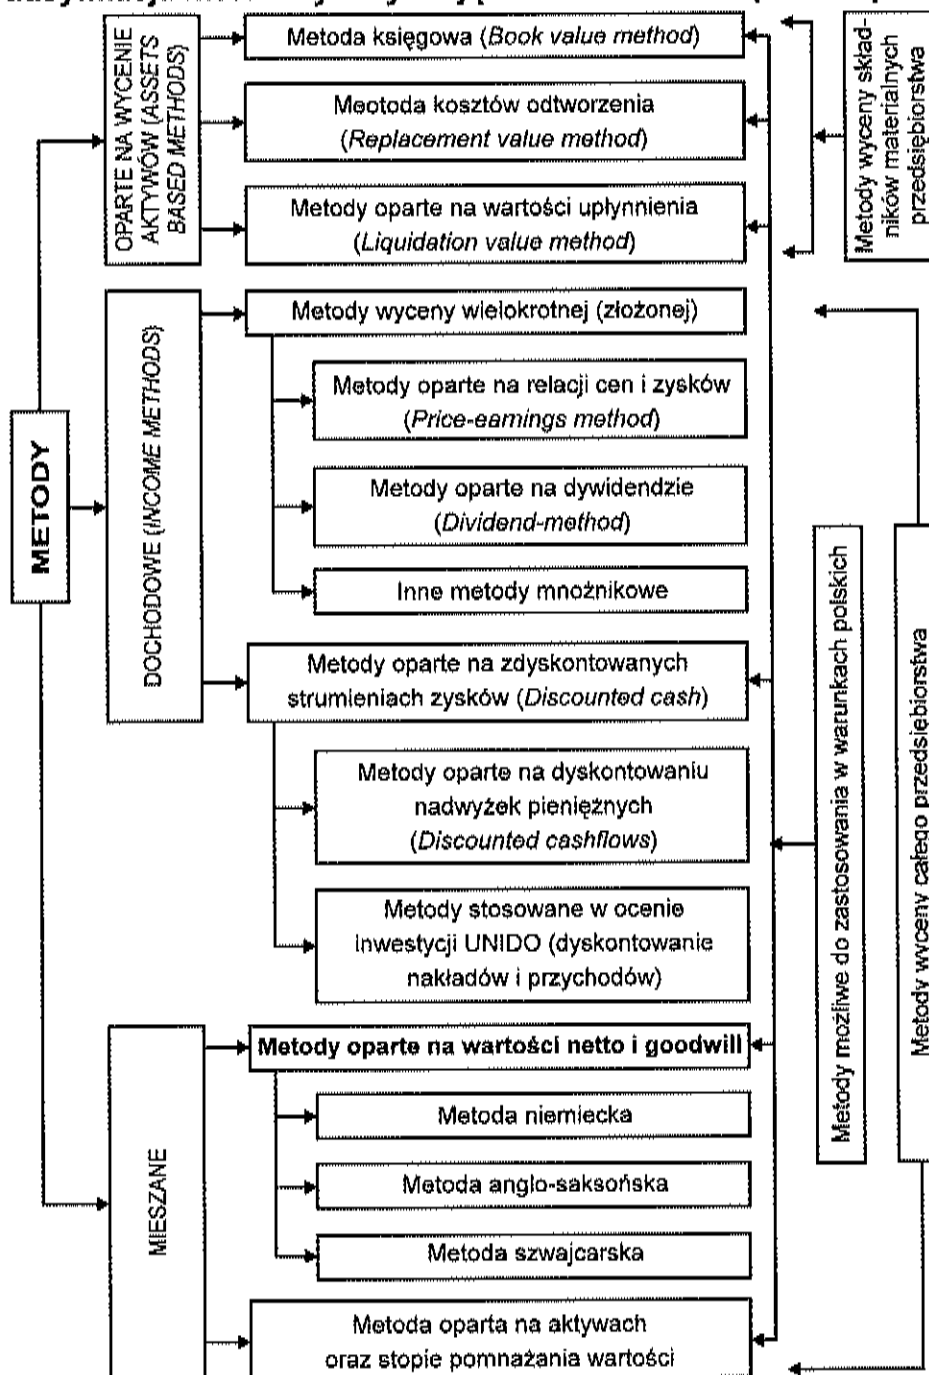 METODY
OPARTE NA WYCENIE
AKTYWÓW (ASSETS
BASED METHODS)
Metoda księgowa (Book value method)
Meotoda kosztów odtworzenia
(Replacement value method)
Metody oparte na wartości upłynnienia
(Liquidation value method)
DOCHODOWE (INCOME METHODS)
Metody wyceny wielokrotnej (złożonej)
Metody oparte na relacji cen i zysków
(Price-earnings method)
Metody oparte na dywidendzie
(Dividend-method)
Inne metody mnożnikowe
Metody oparte na zdyskontowanych
strumieniach zysków (Discounted cash)
Metody oparte na dyskontowaniu
nadwyżek pieniężnych
(Discounted cashflows)
Metody stosowane w ocenie
inwestycji UNIDO (dyskontowanie
nakładów i przychodów)
MIESZANE
Metody oparte na wartości netto i goodwill
Metoda niemiecka
Metoda anglo-saksońska
Metoda szwajcarska
Metoda oparta na aktywach
oraz stopie pomnażania wartości
Metody wyceny skład-
ników materialnych
przedsiębiorstwa
Metody możliwe do zastosowania w warunkach polskich
Metody wyceny całego przedsiębiorstwa